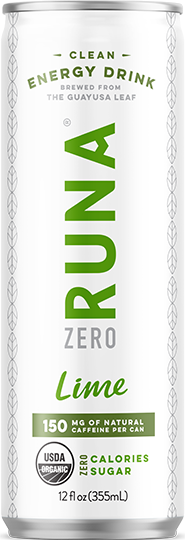 CLEAN
ENERGY DRINK
BREWED FROM
THE GUAYUSA LEAF
RUNA®
ZERO
Lime
150 MG OF NATURAL
CAFFEINE PER CAN
USDA
ORGANIC
ZERO CALORIES
SUGAR
12 fl oz (355mL)